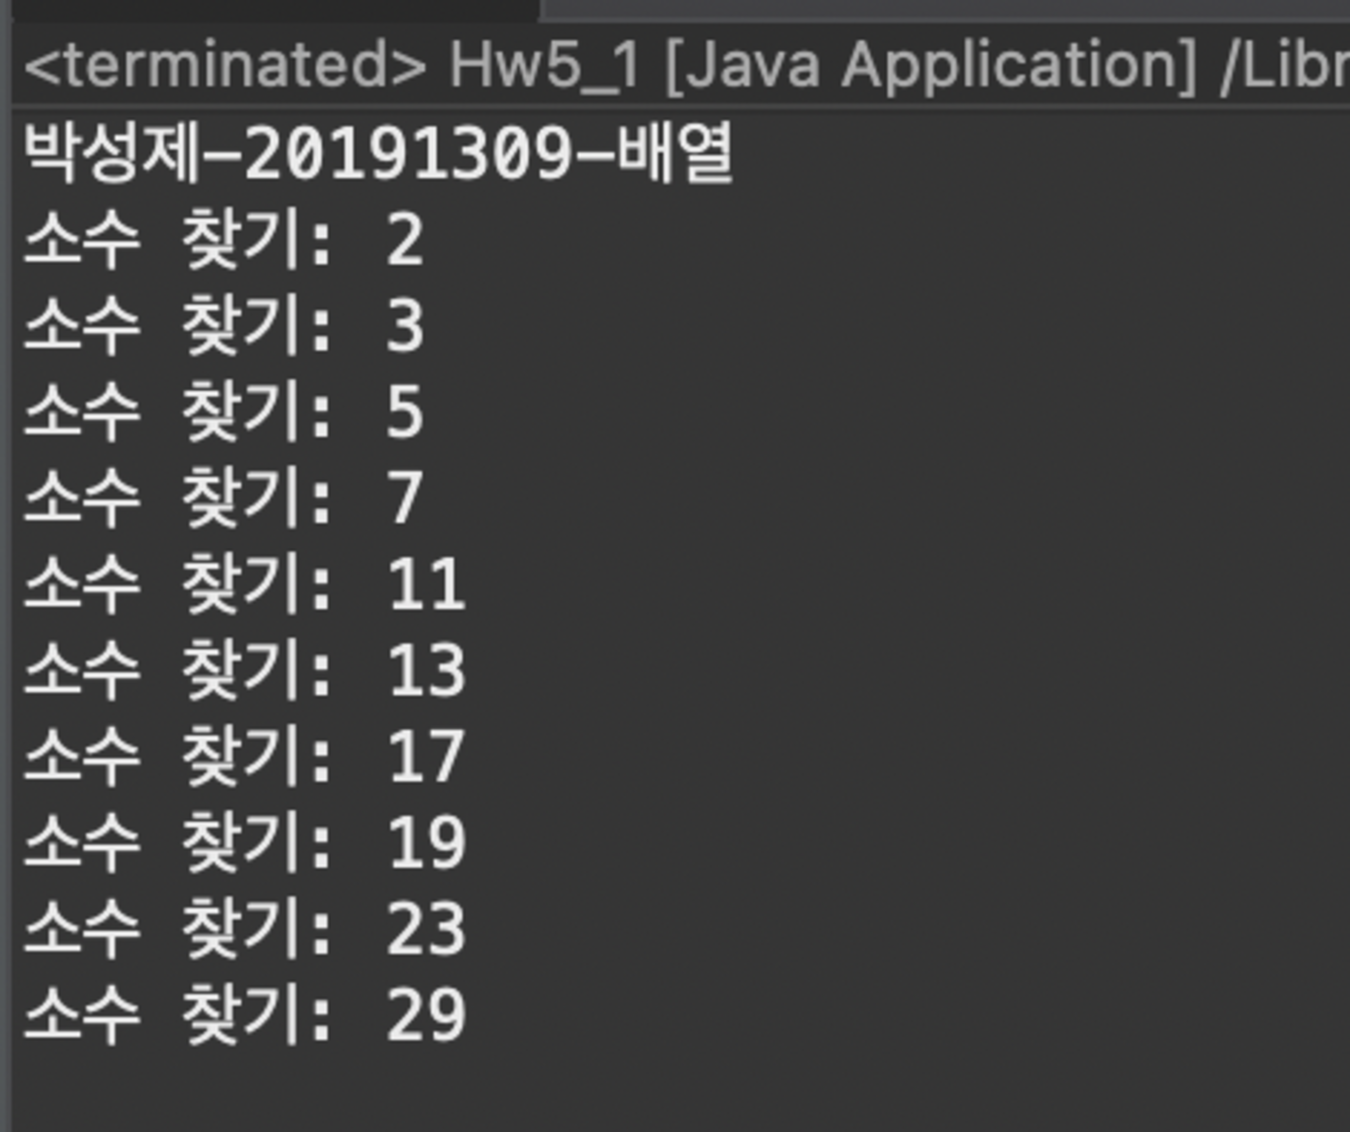 <terminated> Hw5_1 [Java Application] /Libr
박성제-20191309-배열
소수 찾기: 2
소수 찾기: 3
소수 찾기: 5
소수 찾기: 7
소수 찾기: 11
소수 찾기: 13
소수 찾기: 17
소수 찾기: 19
소수 찾기: 23
소수 찾기: 29